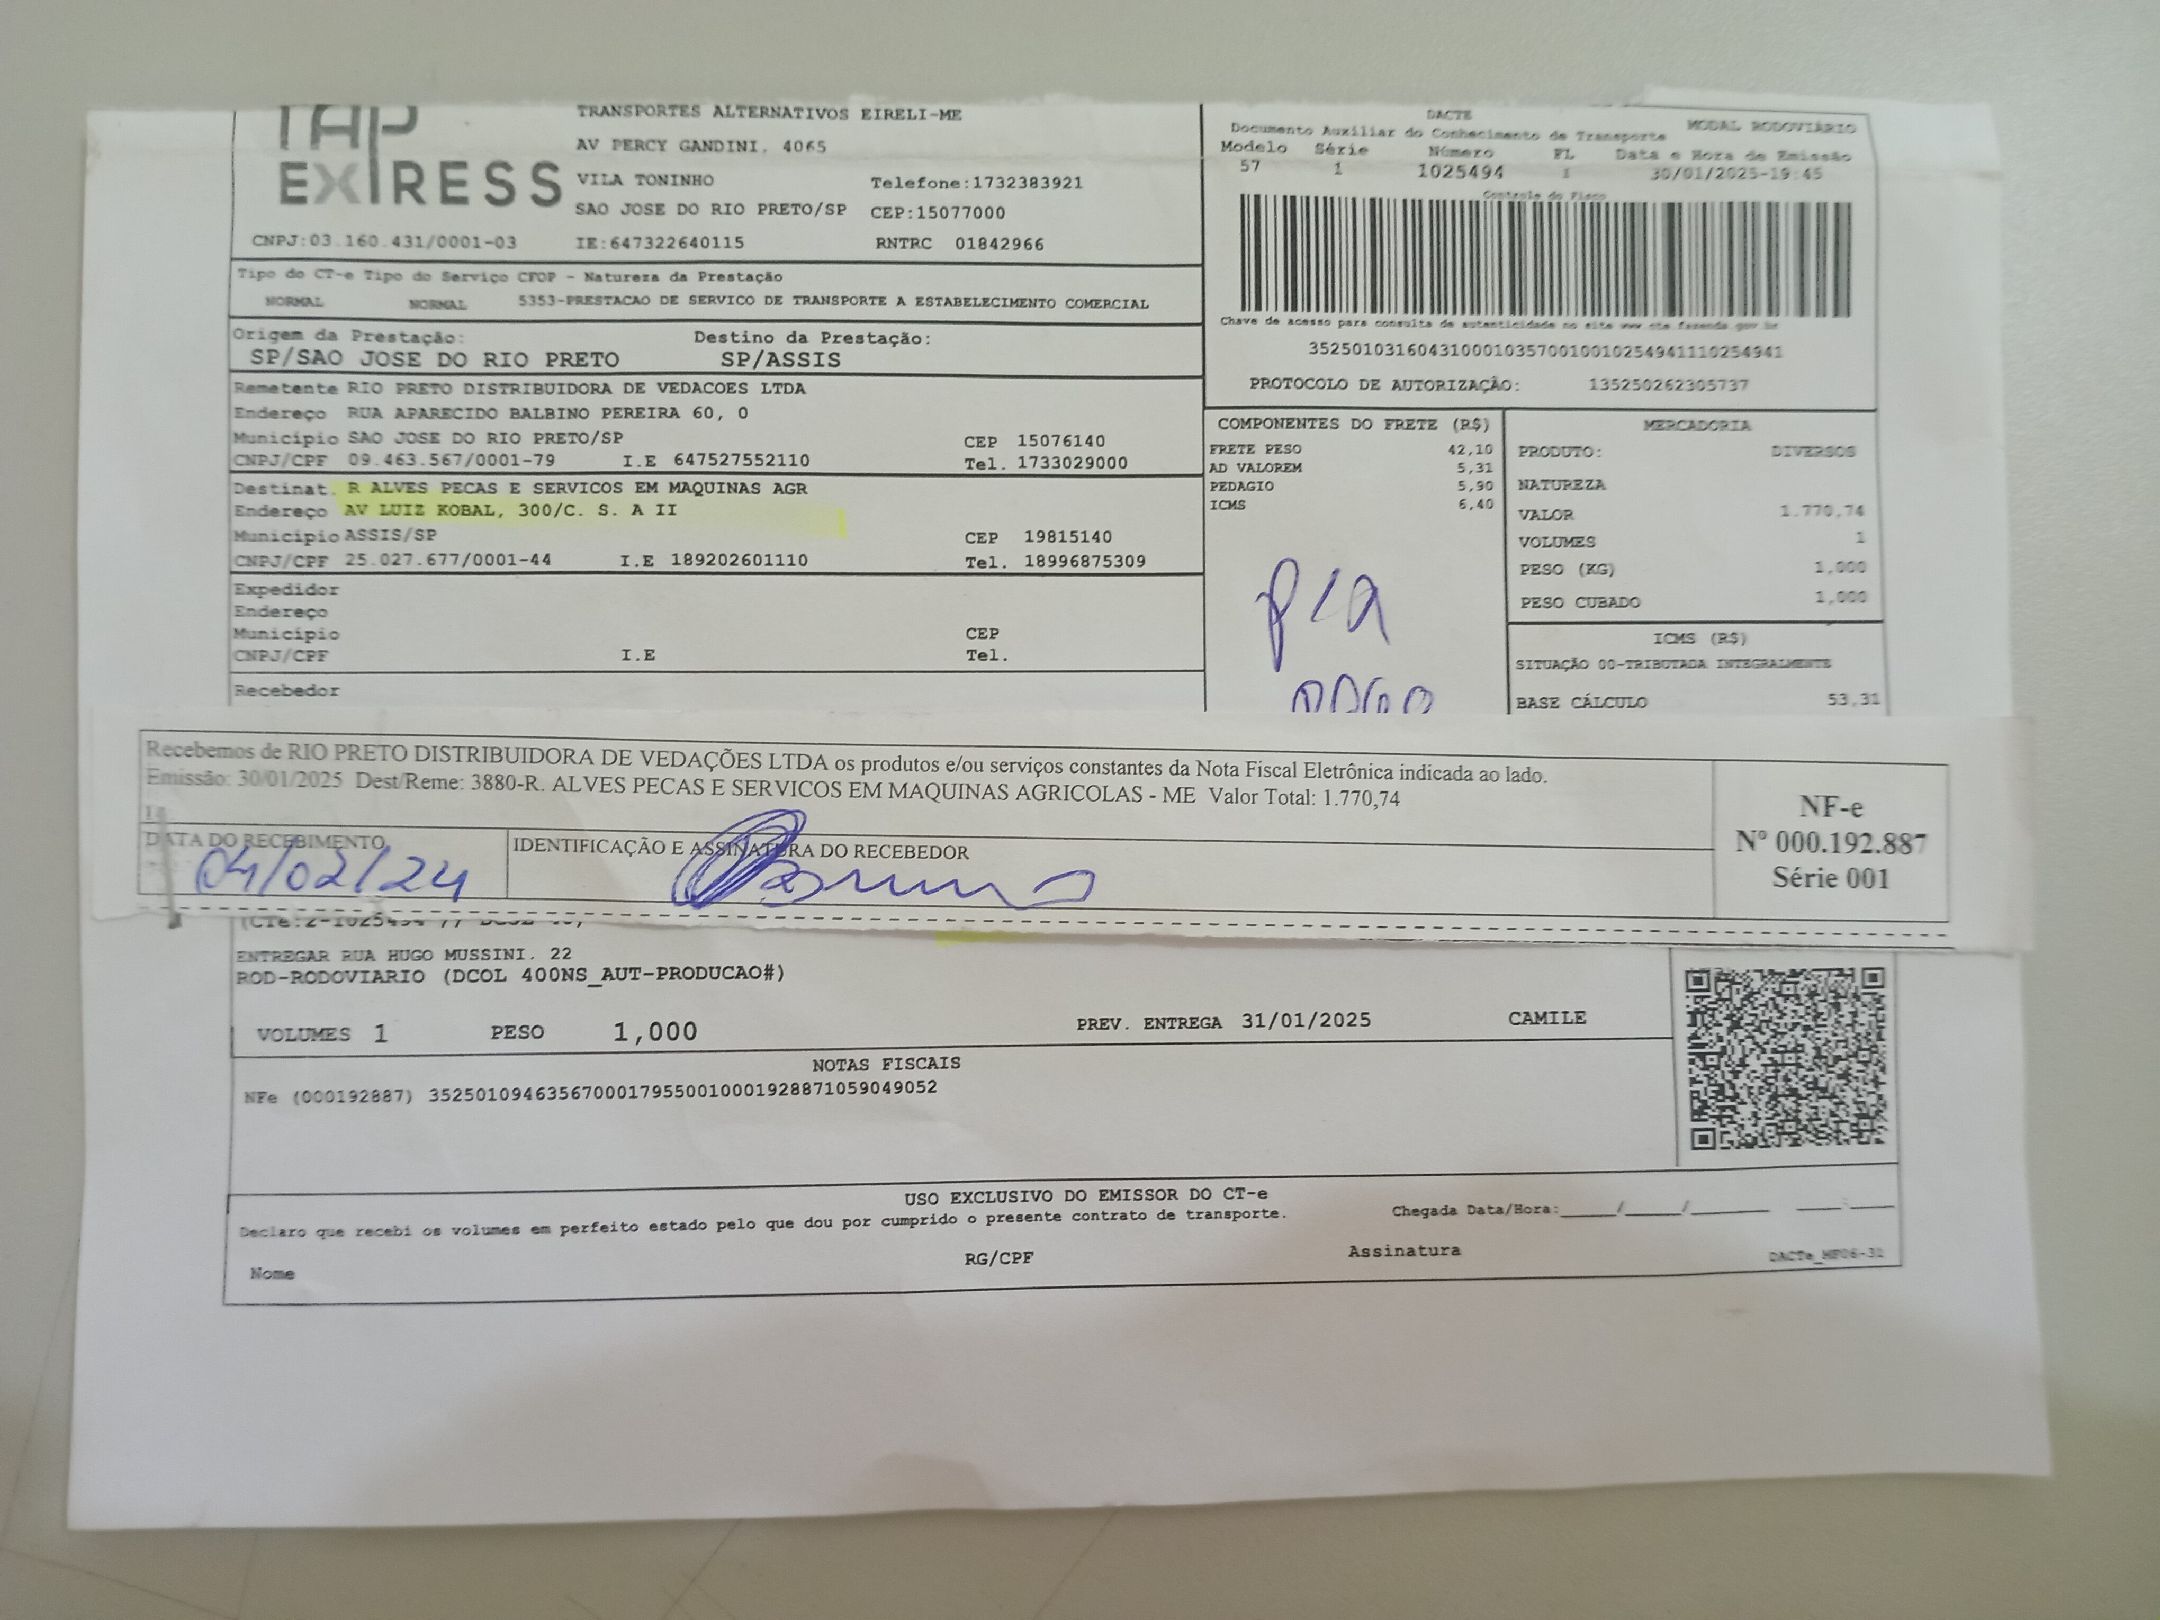 TAP
EXPRESS
TRANSPORTES ALTERNATIVOS EIRELI-ME
AV PERCY GANDINI. 4065
VILA TONINHO Telefone:1732383921
SAO JOSE DO RIO PRETO/SP CEP:15077000
CNPJ:03.160.431/0001-03 IE:647322640115 RNTRC 01842966
Tipo do CT-e Tipo do Serviço CFOP - Natureza da Prestação
NORMAL NORMAL 5353-PRESTACAO DE SERVICO DE TRANSPORTE A ESTABELECIMENTO COMERCIAL
Origem da Prestação: Destino da Prestação:
SP/SAO JOSE DO RIO PRETO SP/ASSIS
Remetente RIO PRETO DISTRIBUIDORA DE VEDACOES LTDA
Endereço RUA APARECIDO BALBINO PEREIRA 60, 0
Município SAO JOSE DO RIO PRETO/SP CEP 15076140
CNPJ/CPF 09.463.567/0001-79 I.E 647527552110 Tel. 1733029000
Destinat. R ALVES PECAS E SERVICOS EM MAQUINAS AGR
Endereço AV LUIZ KOBAL, 300/C. S. A II
Município ASSIS/SP CEP 19815140
CNPJ/CPF 25.027.677/0001-44 I.E 189202601110 Tel. 18996875309
Expedidor
Endereço
Município CEP
CNPJ/CPF I.E Tel.
Recebedor
DACTE MODAL RODOVIÁRIO
Documento Auxiliar do Conhecimento de Transporte
Modelo Série Número FL Data e Hora de Emissão
57 1 1025494 1 30/01/2025-19:45
Controle do Fisco
Chave de acesso para consulta de autenticidade no site www.cte.fazenda.gov.br
35250103160431000103570010010254941110254941
PROTOCOLO DE AUTORIZAÇÃO: 135250262305737
COMPONENTES DO FRETE (R$)
FRETE PESO 42,10
AD VALOREM 5,31
PEDAGIO 5,90
ICMS 6,40
MERCADORIA
PRODUTO: DIVERSOS
NATUREZA
VALOR 1.770,74
VOLUMES 1
PESO (KG) 1,000
PESO CUBADO 1,000
ICMS (R$)
SITUAÇÃO 00-TRIBUTADA INTEGRALMENTE
BASE CÁLCULO 53,31
Recebemos de RIO PRETO DISTRIBUIDORA DE VEDAÇÕES LTDA os produtos e/ou serviços constantes da Nota Fiscal Eletrônica indicada ao lado.
Emissão: 30/01/2025 Dest/Reme: 3880-R. ALVES PECAS E SERVICOS EM MAQUINAS AGRICOLAS - ME Valor Total: 1.770,74
DATA DO RECEBIMENTO IDENTIFICAÇÃO E ASSINATURA DO RECEBEDOR
04/02/24
NF-e
Nº 000.192.887
Série 001
ENTREGAR RUA HUGO MUSSINI. 22
ROD-RODOVIARIO (DCOL 400NS_AUT-PRODUCAO#)
VOLUMES 1 PESO 1,000 PREV. ENTREGA 31/01/2025 CAMILE
NOTAS FISCAIS
NFe (000192887) 35250109463567000179550010001928871059049052
USO EXCLUSIVO DO EMISSOR DO CT-e
Declaro que recebi os volumes em perfeito estado pelo que dou por cumprido o presente contrato de transporte. Chegada Data/Hora:_____/_____/_______ ____:____
Nome RG/CPF Assinatura DACTe_HF06-31